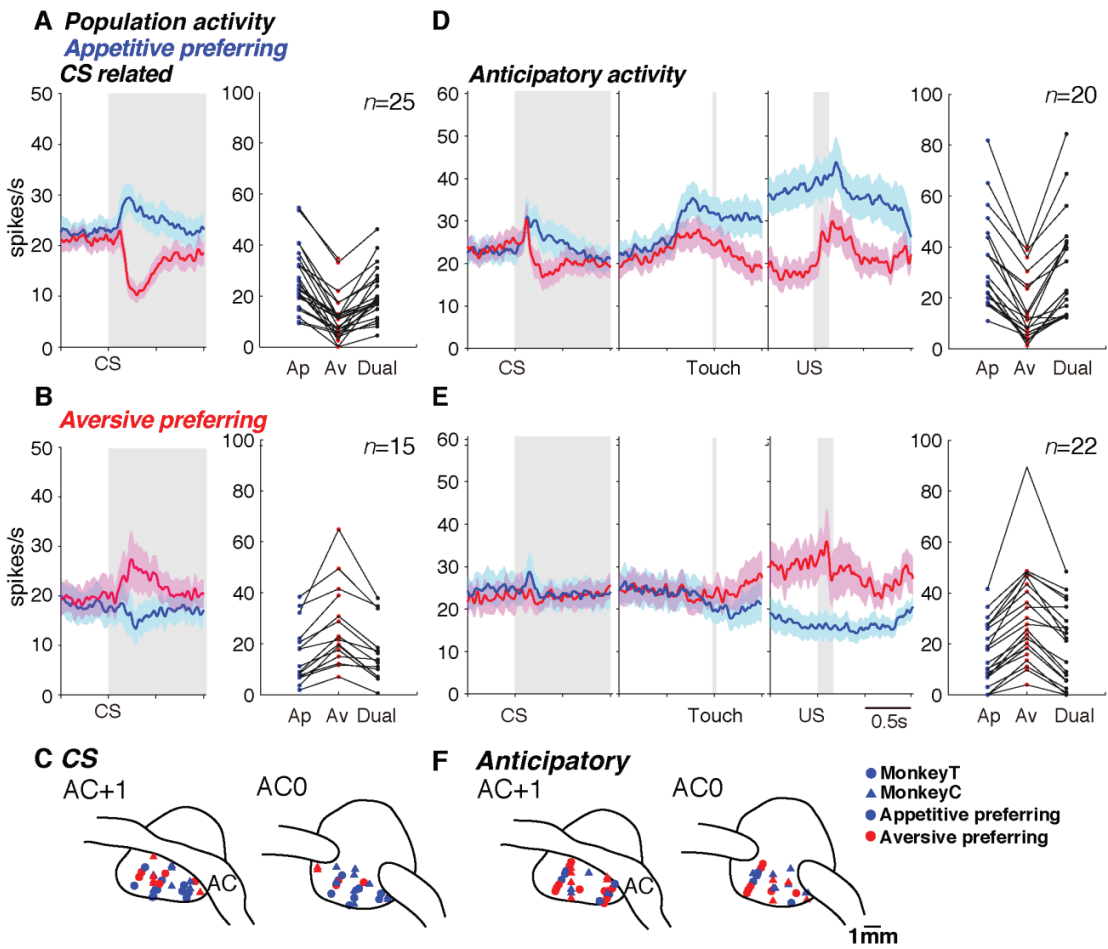 A Population activity
Appetitive preferring
CS related
50
40
30
20
10
0
spikes/s
CS
100
80
60
40
20
0
n=25
Ap Av Dual
D
Anticipatory activity
60
50
40
30
20
10
0
CS
Touch
US
100
80
60
40
20
0
n=20
Ap Av Dual
B
Aversive preferring
50
40
30
20
10
0
spikes/s
CS
100
80
60
40
20
0
n=15
Ap Av Dual
E
60
50
40
30
20
10
0
CS
Touch
US
0.5s
100
80
60
40
20
0
n=22
Ap Av Dual
C CS
AC+1
AC0
AC
F Anticipatory
AC+1
AC0
AC
1mm
MonkeyT
MonkeyC
Appetitive preferring
Aversive preferring